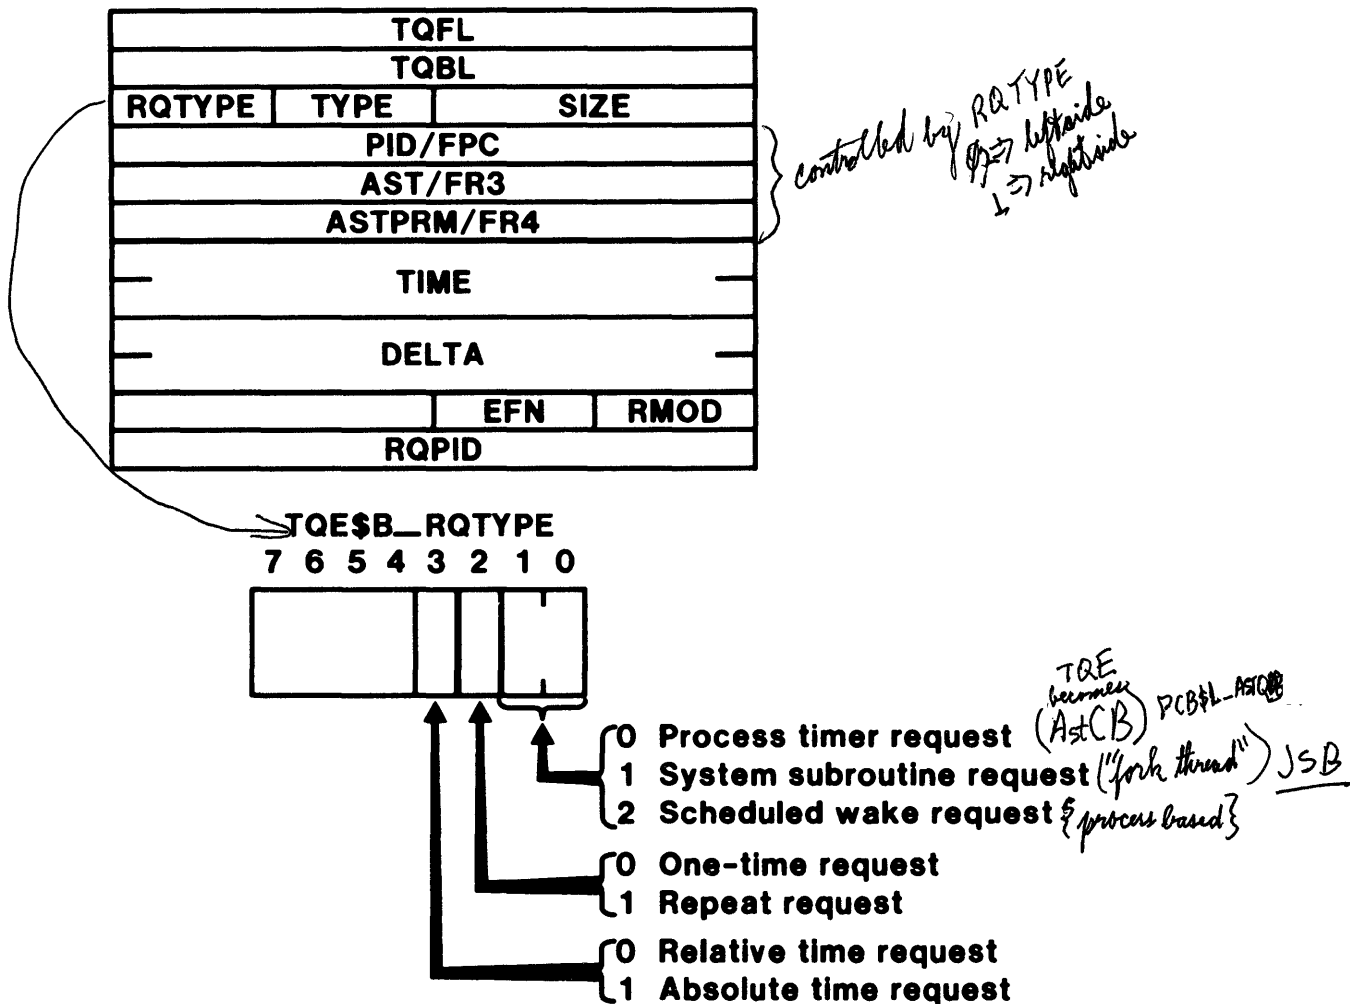 TQFL
TQBL
RQTYPE TYPE SIZE
PID/FPC
AST/FR3
ASTPRM/FR4
controlled by RQTYPE
⇒ leftside
1 ⇒ rightside
TIME
DELTA
EFN RMOD
RQPID
TQE$B_RQTYPE
7 6 5 4 3 2 1 0
TQE
becomes
(AstCB) PCB$L_
0 Process timer request
1 System subroutine request ("fork thread") JSB
2 Scheduled wake request {process based}
0 One-time request
1 Repeat request
0 Relative time request
1 Absolute time request